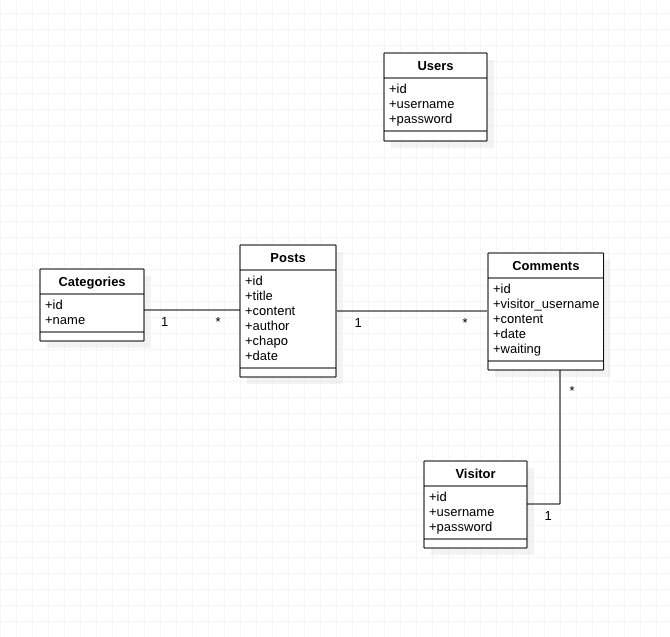 Users
+id
+username
+password
Categories
+id
+name
1
*
Posts
+id
+title
+content
+author
+chapo
+date
1
*
Comments
+id
+visitor_username
+content
+date
+waiting
*
Visitor
+id
+username
+password
1